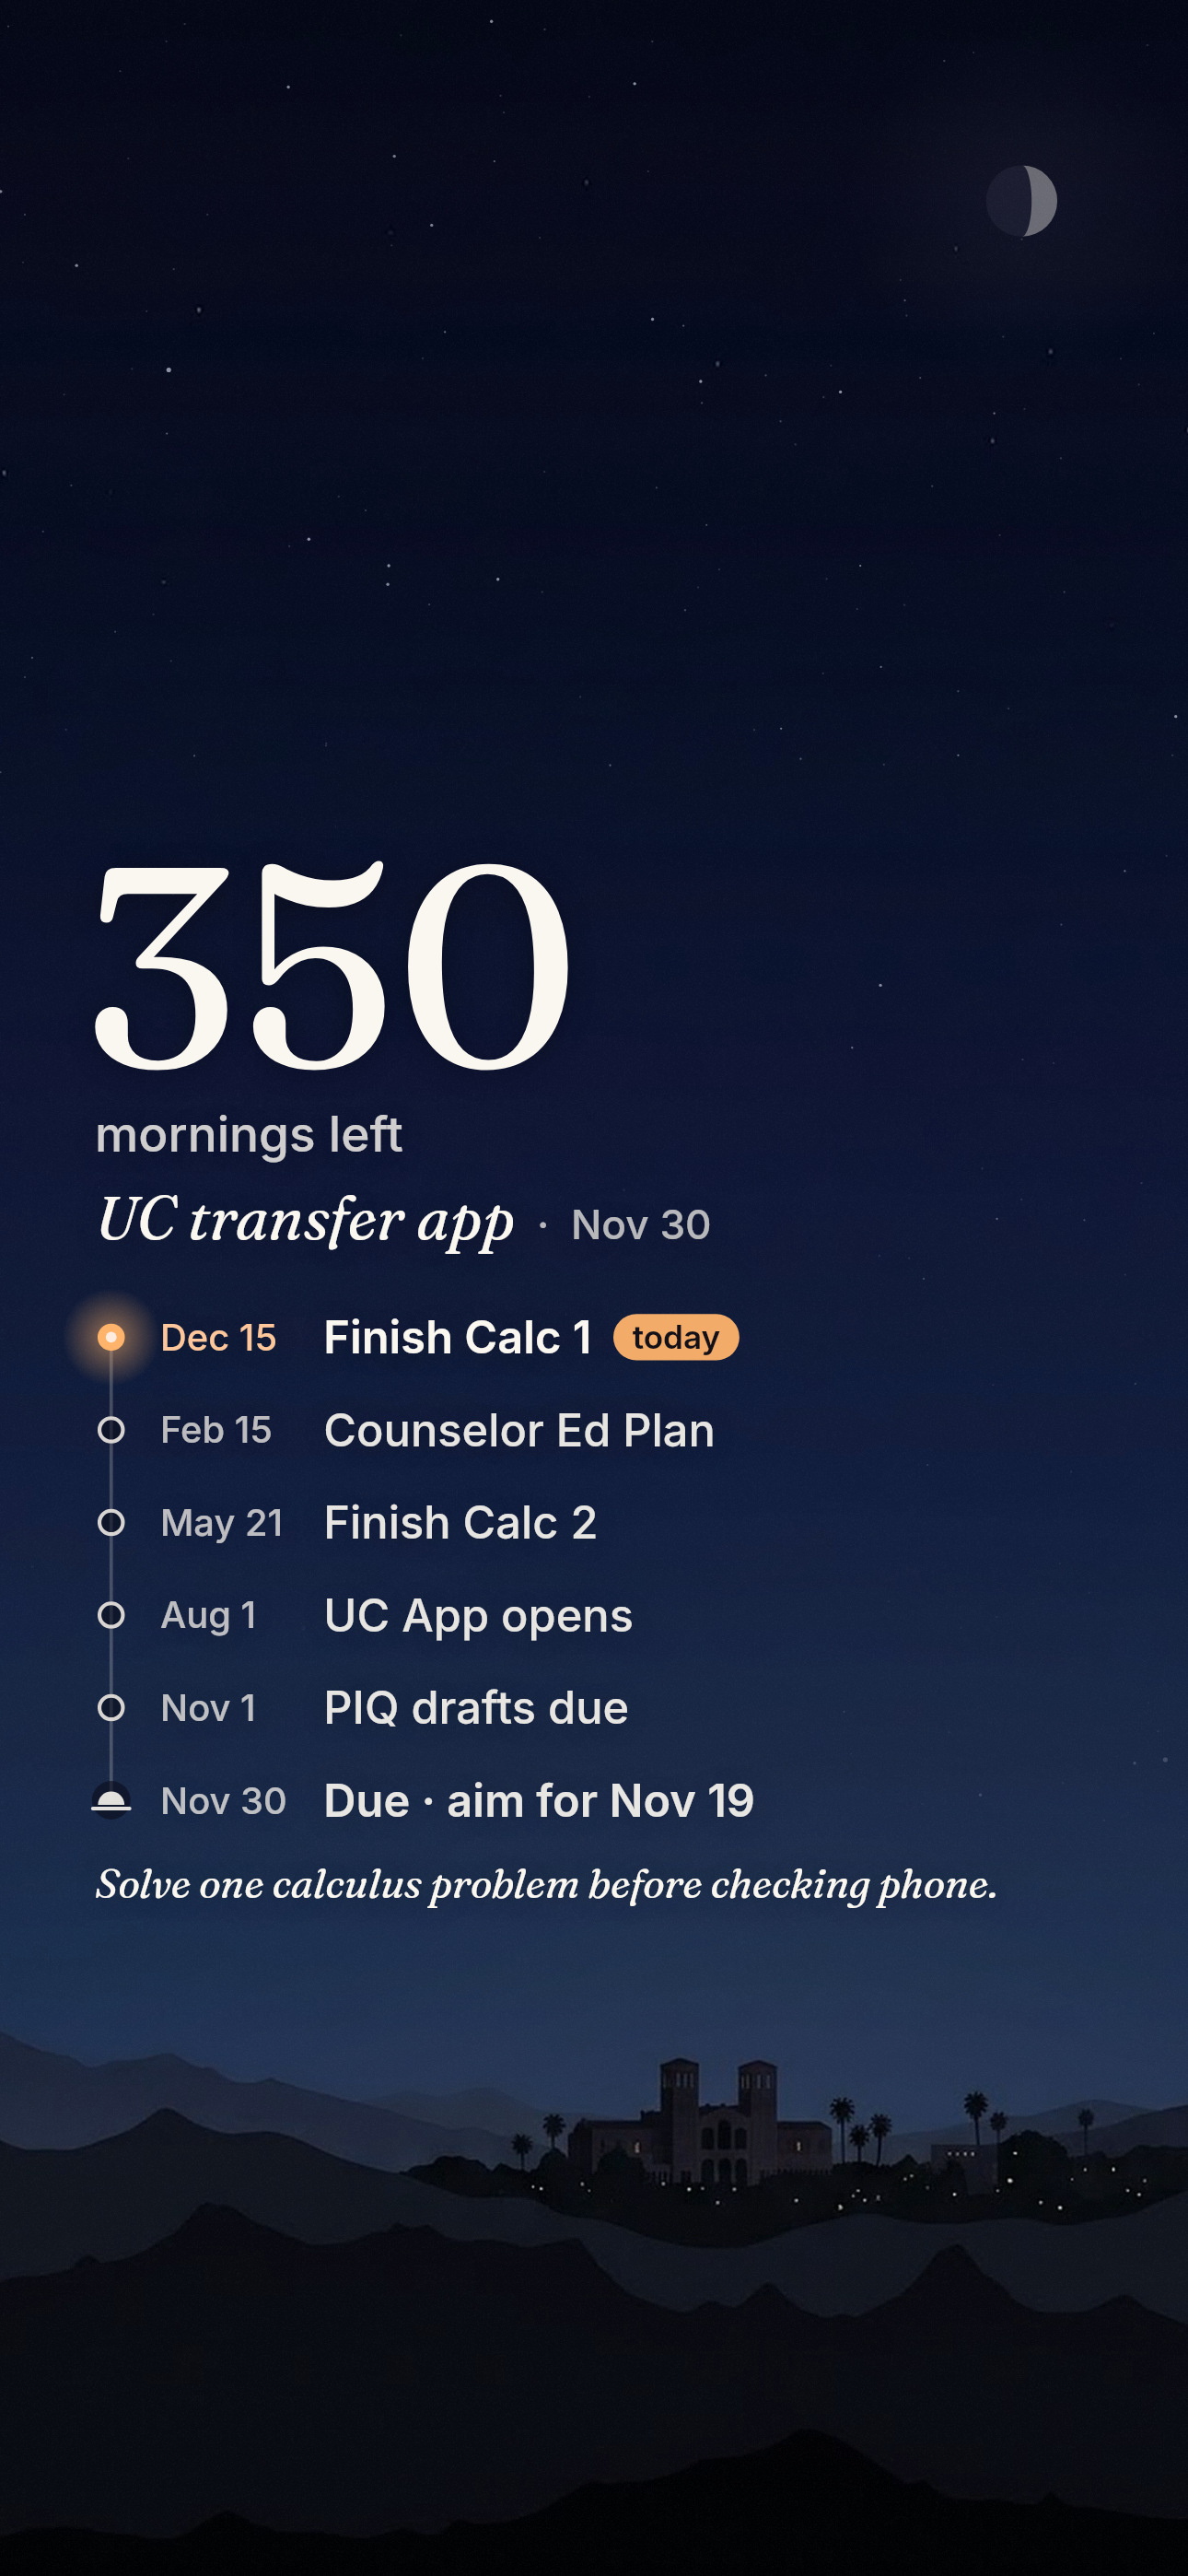 350
mornings left
UC transfer app · Nov 30
Dec 15 Finish Calc 1 today
Feb 15 Counselor Ed Plan
May 21 Finish Calc 2
Aug 1 UC App opens
Nov 1 PIQ drafts due
Nov 30 Due · aim for Nov 19
Solve one calculus problem before checking phone.